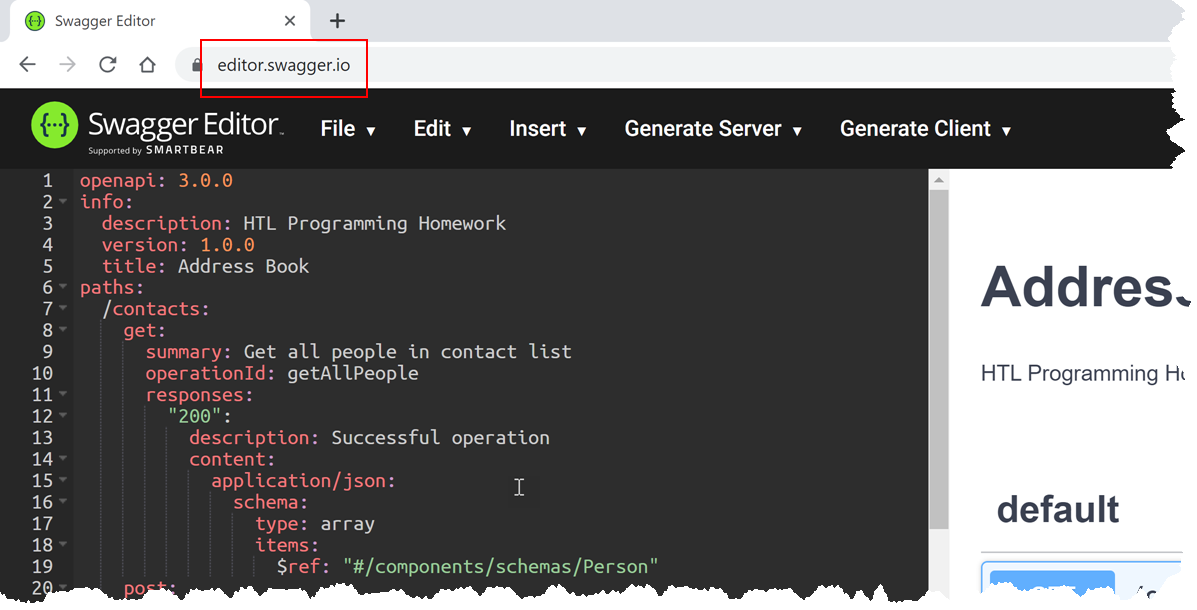 Swagger Editor
editor.swagger.io
{···} Swagger Editor™
Supported by SMARTBEAR
File ▼ Edit ▼ Insert ▼ Generate Server ▼ Generate Client ▼
1 openapi: 3.0.0
2 info:
3 description: HTL Programming Homework
4 version: 1.0.0
5 title: Address Book
6 paths:
7 /contacts:
8 get:
9 summary: Get all people in contact list
10 operationId: getAllPeople
11 responses:
12 "200":
13 description: Successful operation
14 content:
15 application/json:
16 schema:
17 type: array
18 items:
19 $ref: "#/components/schemas/Person"
20 post:
Addres
HTL Programming H
default